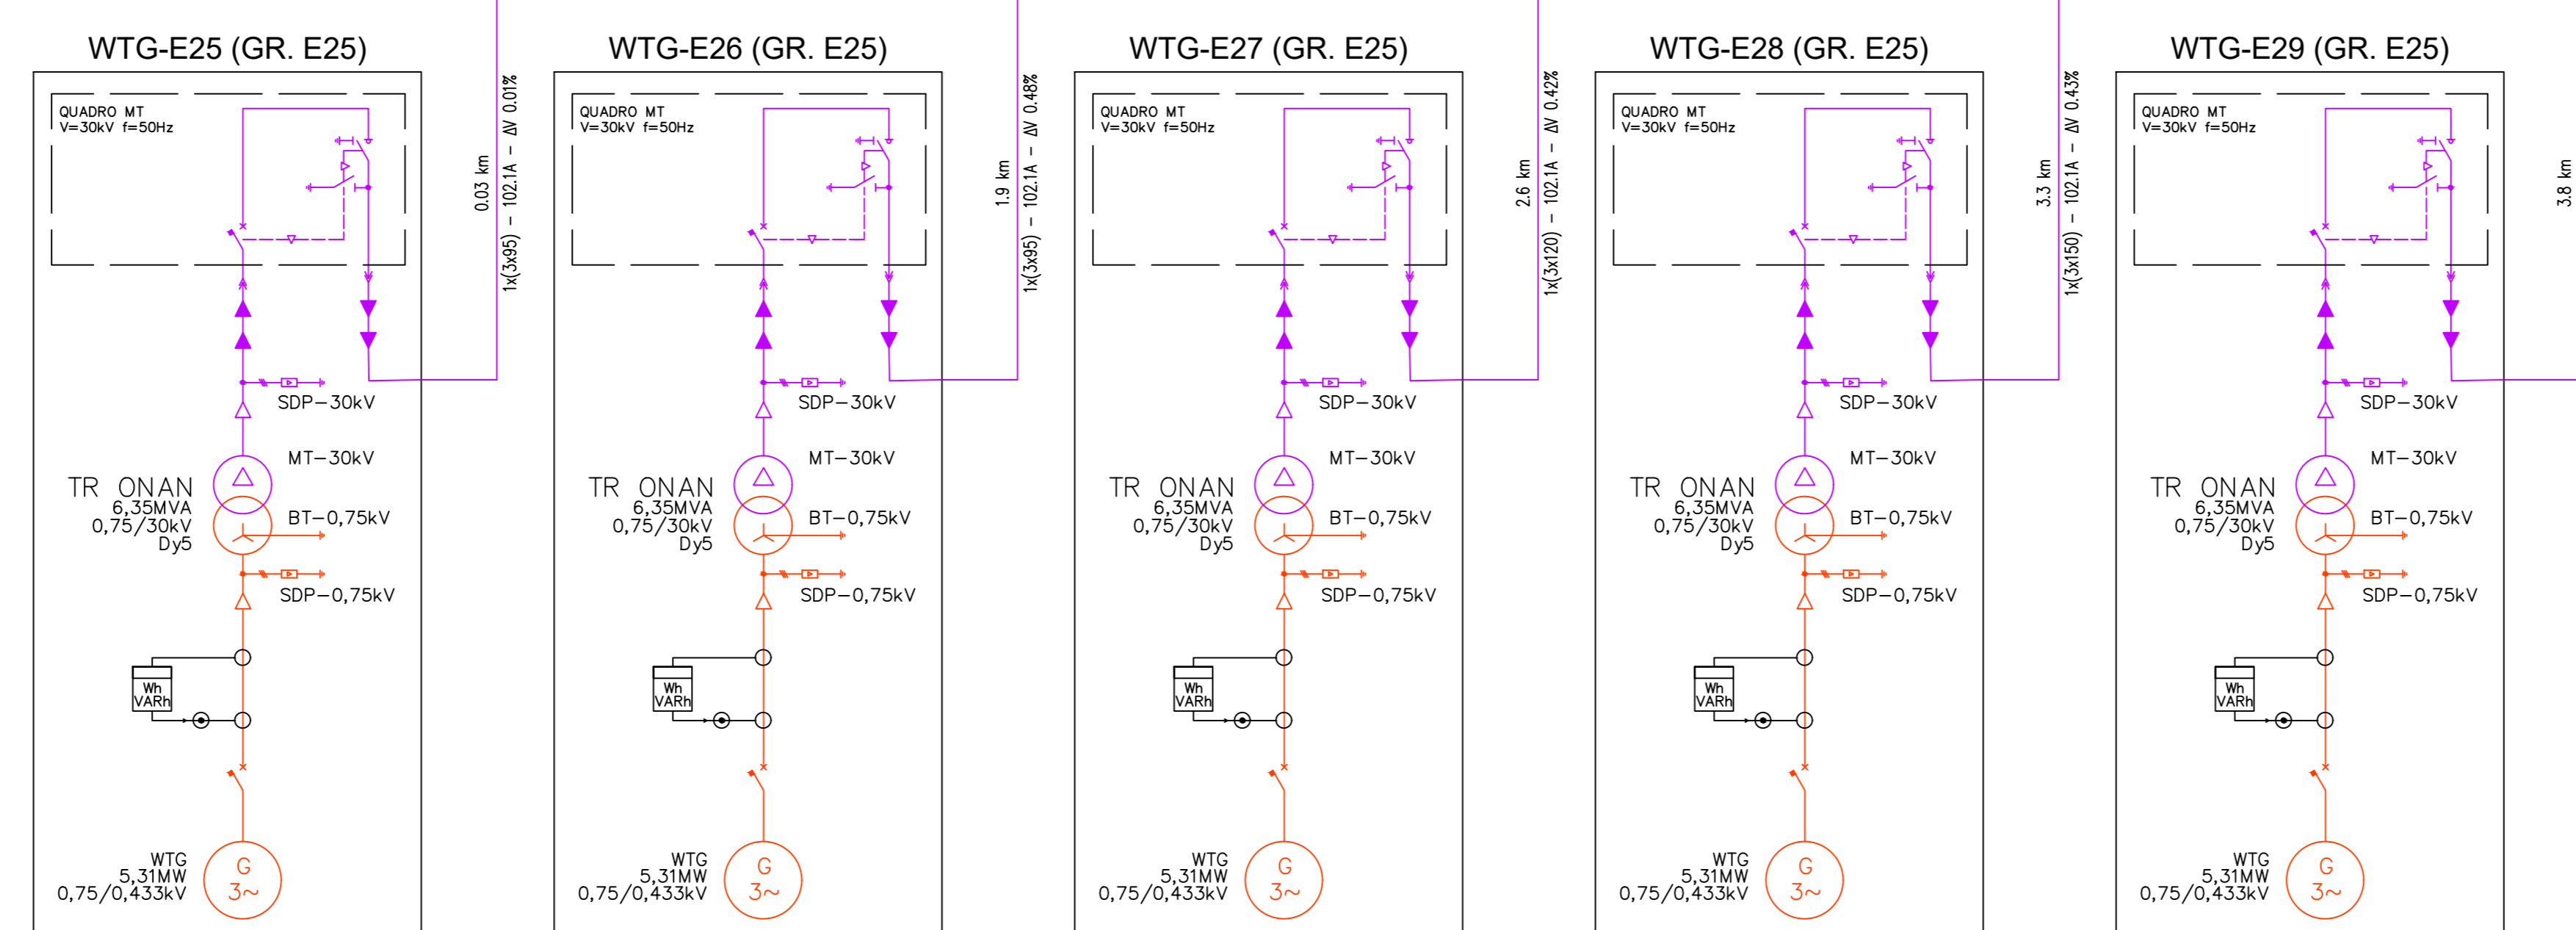 WTG-E25 (GR. E25)
QUADRO MT
V=30kV f=50Hz
0.03 km
1x(3x95) - 102.1A - ΔV 0.01%
SDP-30kV
MT-30kV
TR ONAN
6,35MVA
0,75/30kV
Dy5
BT-0,75kV
SDP-0,75kV
Wh
VARh
WTG
5,31MW
0,75/0,433kV
G
3~
WTG-E26 (GR. E25)
QUADRO MT
V=30kV f=50Hz
1.9 km
1x(3x95) - 102.1A - ΔV 0.48%
SDP-30kV
MT-30kV
TR ONAN
6,35MVA
0,75/30kV
Dy5
BT-0,75kV
SDP-0,75kV
Wh
VARh
WTG
5,31MW
0,75/0,433kV
G
3~
WTG-E27 (GR. E25)
QUADRO MT
V=30kV f=50Hz
2.6 km
1x(3x120) - 102.1A - ΔV 0.42%
SDP-30kV
MT-30kV
TR ONAN
6,35MVA
0,75/30kV
Dy5
BT-0,75kV
SDP-0,75kV
Wh
VARh
WTG
5,31MW
0,75/0,433kV
G
3~
WTG-E28 (GR. E25)
QUADRO MT
V=30kV f=50Hz
3.3 km
1x(3x150) - 102.1A - ΔV 0.43%
SDP-30kV
MT-30kV
TR ONAN
6,35MVA
0,75/30kV
Dy5
BT-0,75kV
SDP-0,75kV
Wh
VARh
WTG
5,31MW
0,75/0,433kV
G
3~
WTG-E29 (GR. E25)
QUADRO MT
V=30kV f=50Hz
3.8 km
SDP-30kV
MT-30kV
TR ONAN
6,35MVA
0,75/30kV
Dy5
BT-0,75kV
SDP-0,75kV
Wh
VARh
WTG
5,31MW
0,75/0,433kV
G
3~